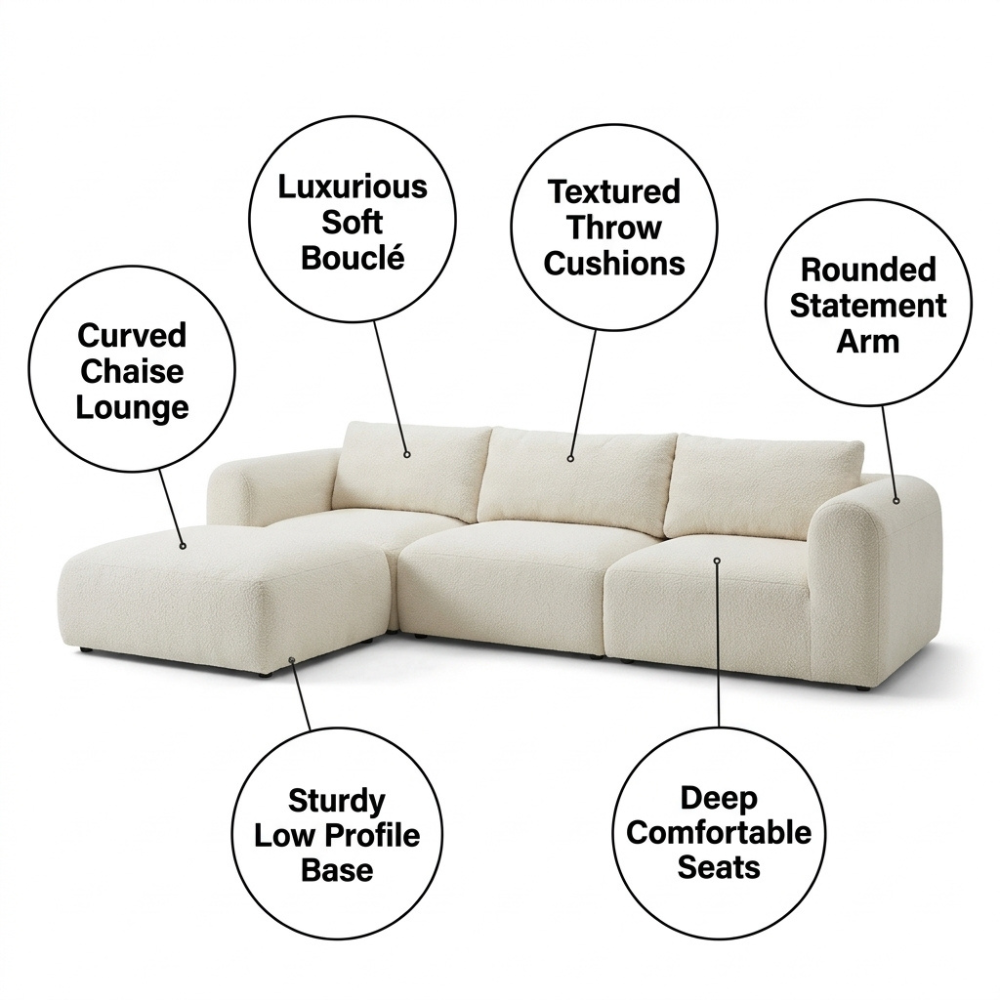 Luxurious
Soft
Bouclé
Textured
Throw
Cushions
Rounded
Statement
Arm
Curved
Chaise
Lounge
Sturdy
Low Profile
Base
Deep
Comfortable
Seats